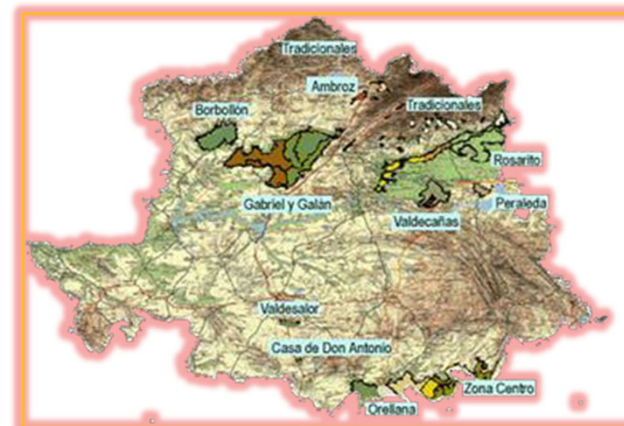 Tradicionales
Ambroz
Tradicionales
Borbollón
Rosarito
Gabriel y Galán
Peraleda
Valdecañas
Valdesalor
Casa de Don Antonio
Zona Centro
Orellana